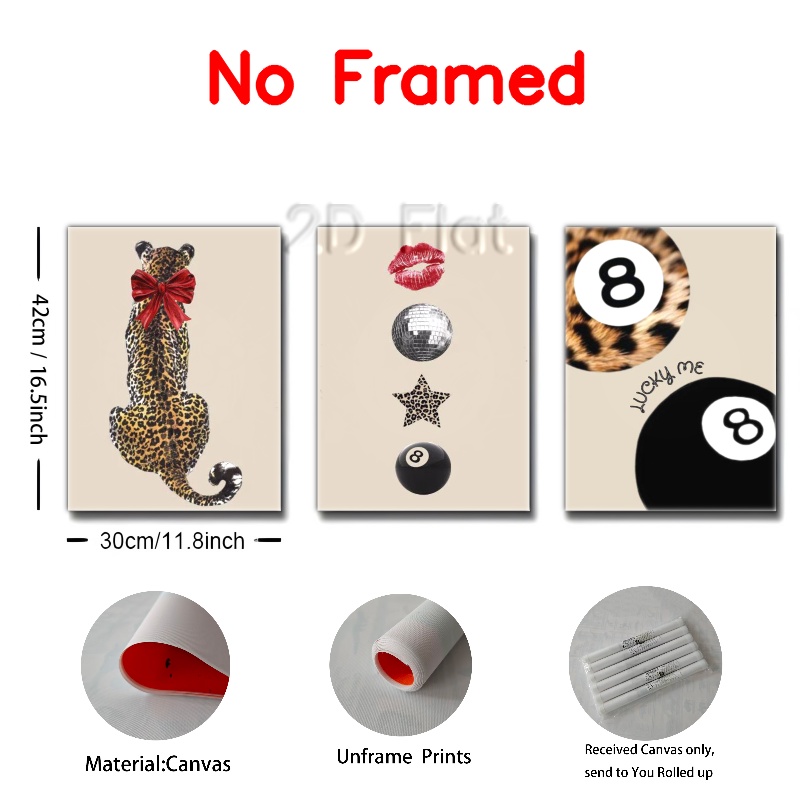 No Framed
2D Flat
42cm / 16.5inch
8
LUCKY ME
8
8
30cm/11.8inch
Material:Canvas
Unframe Prints
Received Canvas only,
send to You Rolled up